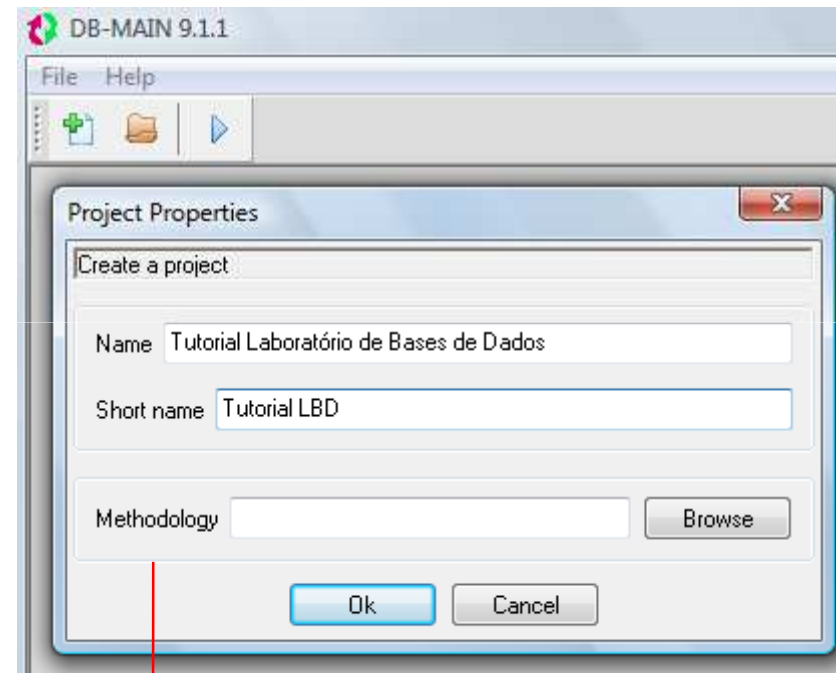 DB-MAIN 9.1.1
File Help
Project Properties
Create a project
Name Tutorial Laboratório de Bases de Dados
Short name Tutorial LBD
Methodology Browse
Ok Cancel